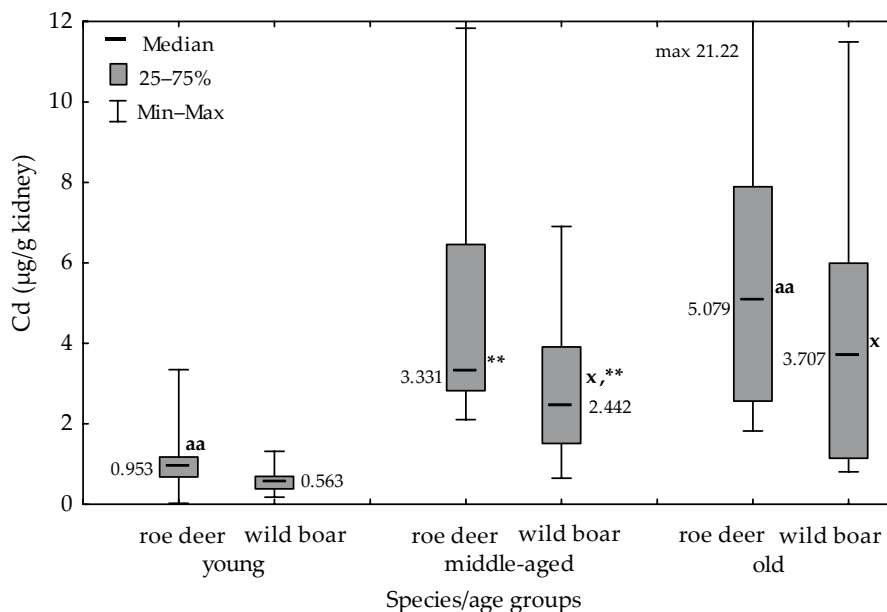 12
10
8
6
4
2
0
Cd (µg/g kidney)
Median
25–75%
Min–Max
max 21.22
0.953
aa
0.563
3.331
**
x ,**
2.442
5.079
aa
3.707
x
roe deer wild boar
young
roe deer wild boar
middle-aged
roe deer wild boar
old
Species/age groups